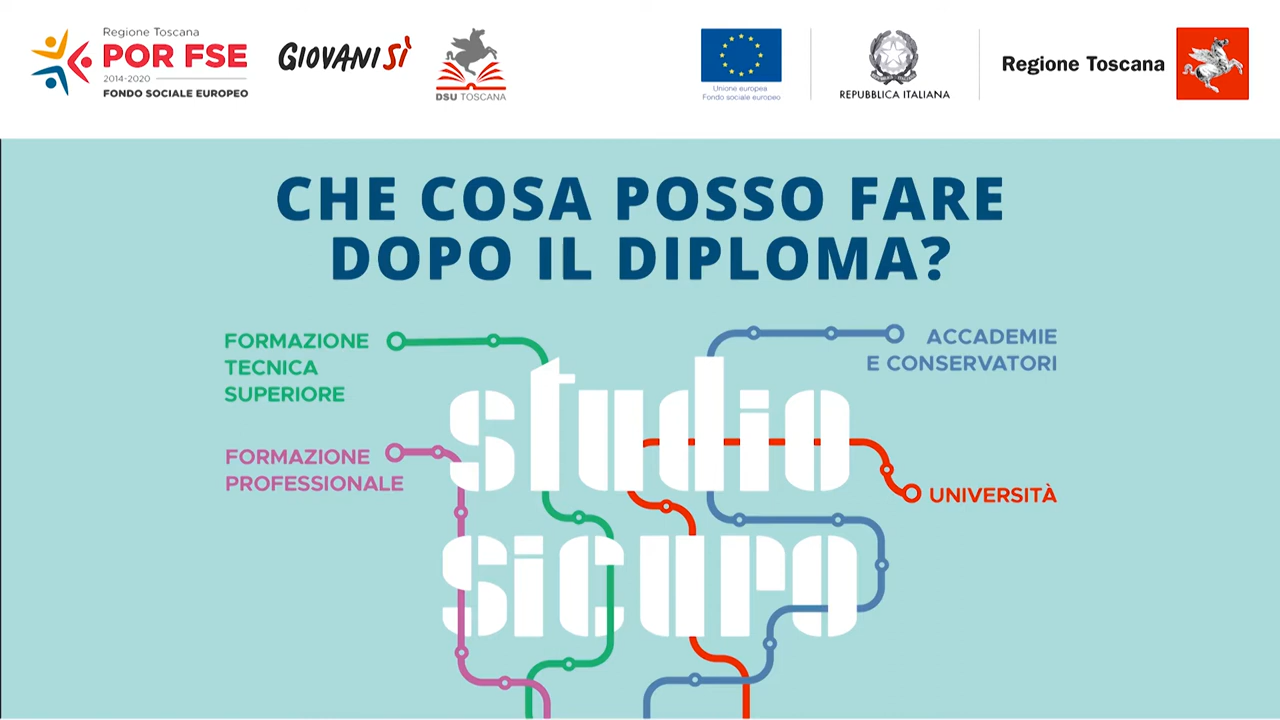 Regione Toscana
POR FSE
2014-2020
FONDO SOCIALE EUROPEO
GIOVANISÌ
DSU TOSCANA
Unione europea
Fondo sociale europeo
REPUBBLICA ITALIANA
Regione Toscana
CHE COSA POSSO FARE
DOPO IL DIPLOMA?
FORMAZIONE
TECNICA
SUPERIORE
ACCADEMIE
E CONSERVATORI
FORMAZIONE
PROFESSIONALE
UNIVERSITÀ
studio
sicuro